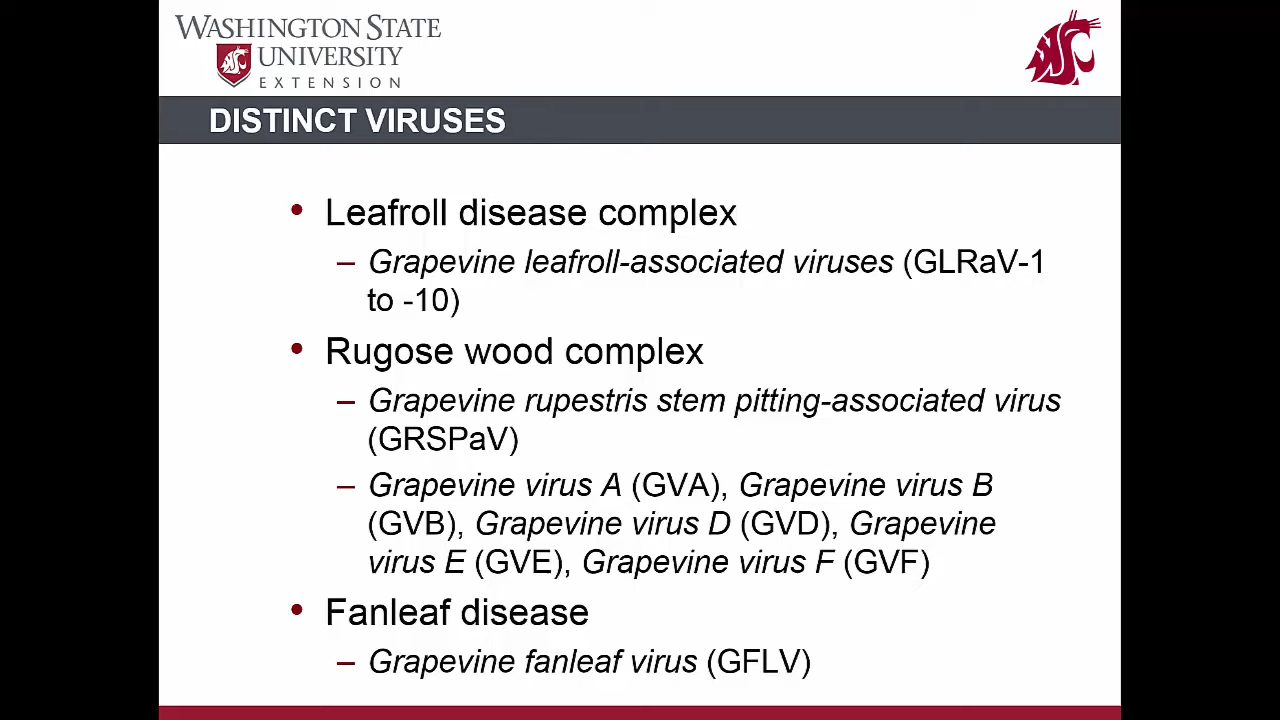 WASHINGTON STATE
UNIVERSITY
EXTENSION
DISTINCT VIRUSES
• Leafroll disease complex
– Grapevine leafroll-associated viruses (GLRaV-1
to -10)
• Rugose wood complex
– Grapevine rupestris stem pitting-associated virus
(GRSPaV)
– Grapevine virus A (GVA), Grapevine virus B
(GVB), Grapevine virus D (GVD), Grapevine
virus E (GVE), Grapevine virus F (GVF)
• Fanleaf disease
– Grapevine fanleaf virus (GFLV)